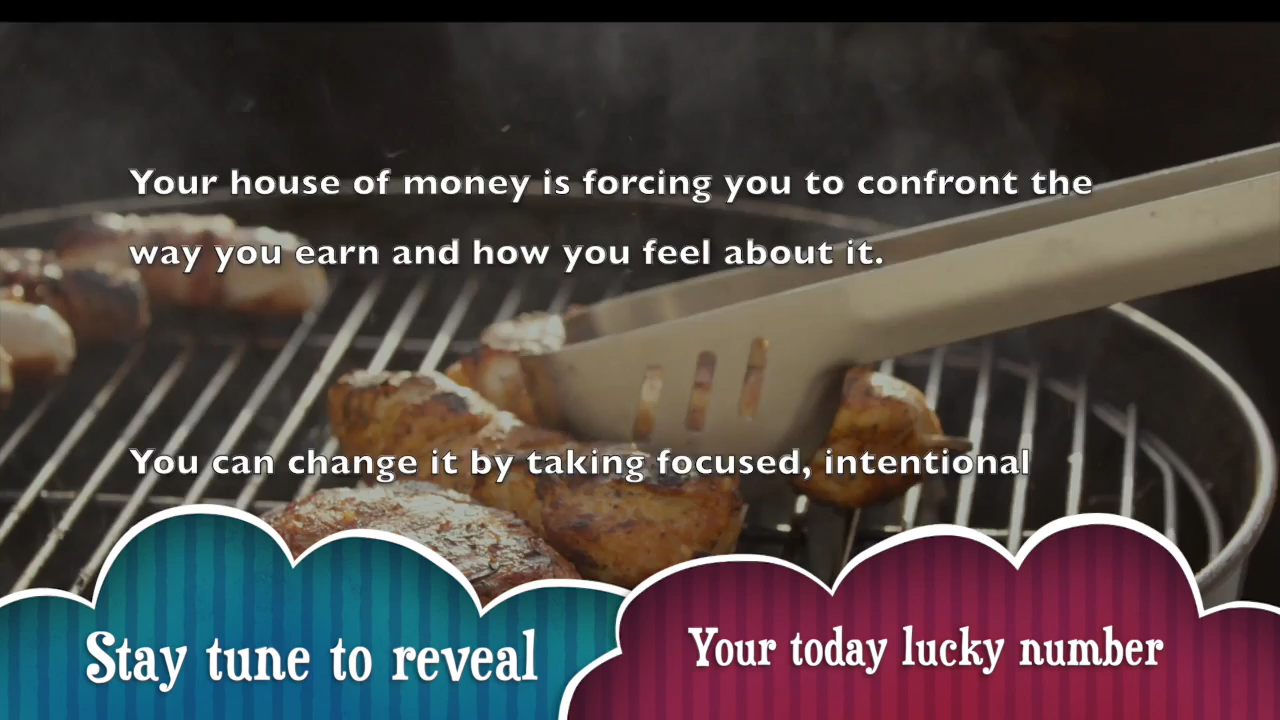 Your house of money is forcing you to confront the
way you earn and how you feel about it.
You can change it by taking focused, intentional
Stay tune to reveal
Your today lucky number